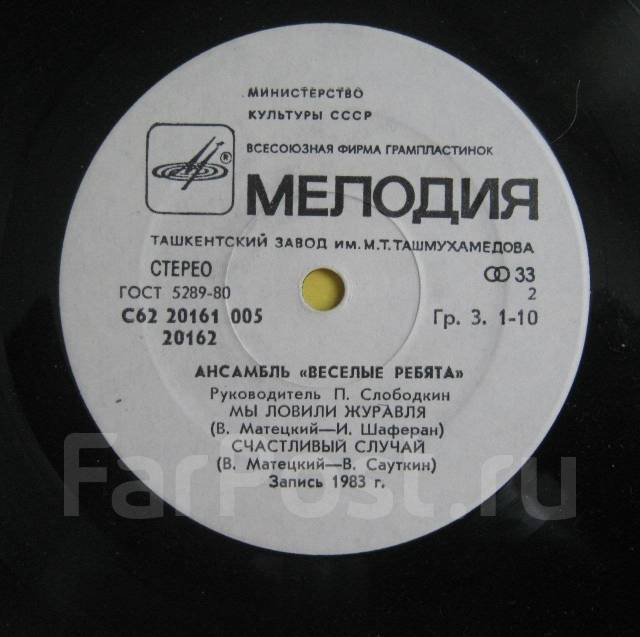 МИНИСТЕРСТВО
КУЛЬТУРЫ СССР
ВСЕСОЮЗНАЯ ФИРМА ГРАМПЛАСТИНОК
®
МЕЛОДИЯ
ТАШКЕНТСКИЙ ЗАВОД ИМ. М.Т. ТАШМУХАМЕДОВА
СТЕРЕО 33
ГОСТ 5289-80 2
С62 20161 005 Гр. 3. 1-10
20162
АНСАМБЛЬ «ВЕСЕЛЫЕ РЕБЯТА»
Руководитель П. Слободкин
МЫ ЛОВИЛИ ЖУРАВЛЯ
(В. Матецкий—И. Шаферан)
СЧАСТЛИВЫЙ СЛУЧАЙ
(В. Матецкий—В. Сауткин)
Запись 1983 г.
FarPost.ru